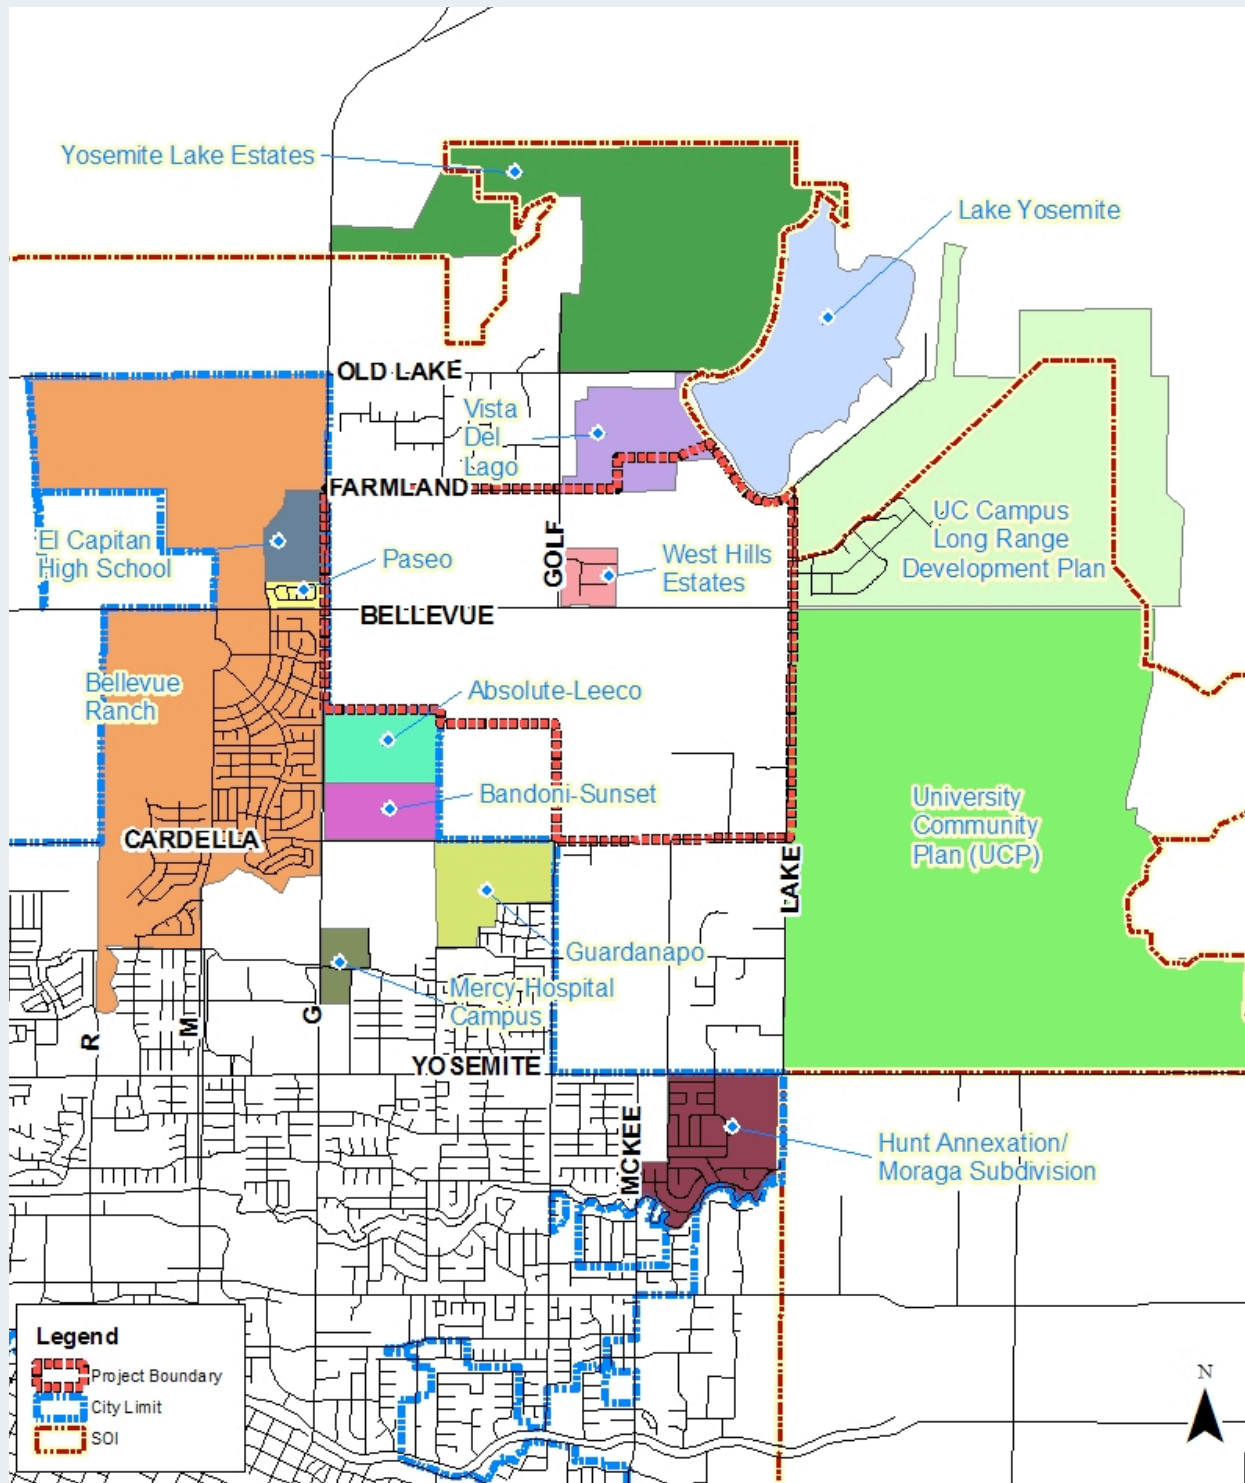 Yosemite Lake Estates
Lake Yosemite
OLD LAKE
Vista
Del
Lago
FARMLAND
El Capitan
High School
Paseo
GOLF
West Hills
Estates
UC Campus
Long Range
Development Plan
BELLEVUE
Bellevue
Ranch
Absolute-Leeco
Bandoni-Sunset
University
Community
Plan (UCP)
CARDELLA
LAKE
Guardanapo
Mercy Hospital
Campus
R
M
G
YOSEMITE
MCKEE
Hunt Annexation/
Moraga Subdivision
Legend
Project Boundary
City Limit
SOI
N